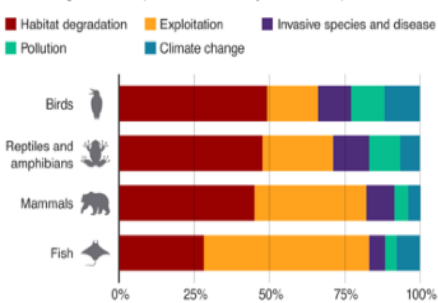 Habitat degradation Exploitation Invasive species and disease
Pollution Climate change
Birds
Reptiles and
amphibians
Mammals
Fish
0% 25% 50% 75% 100%